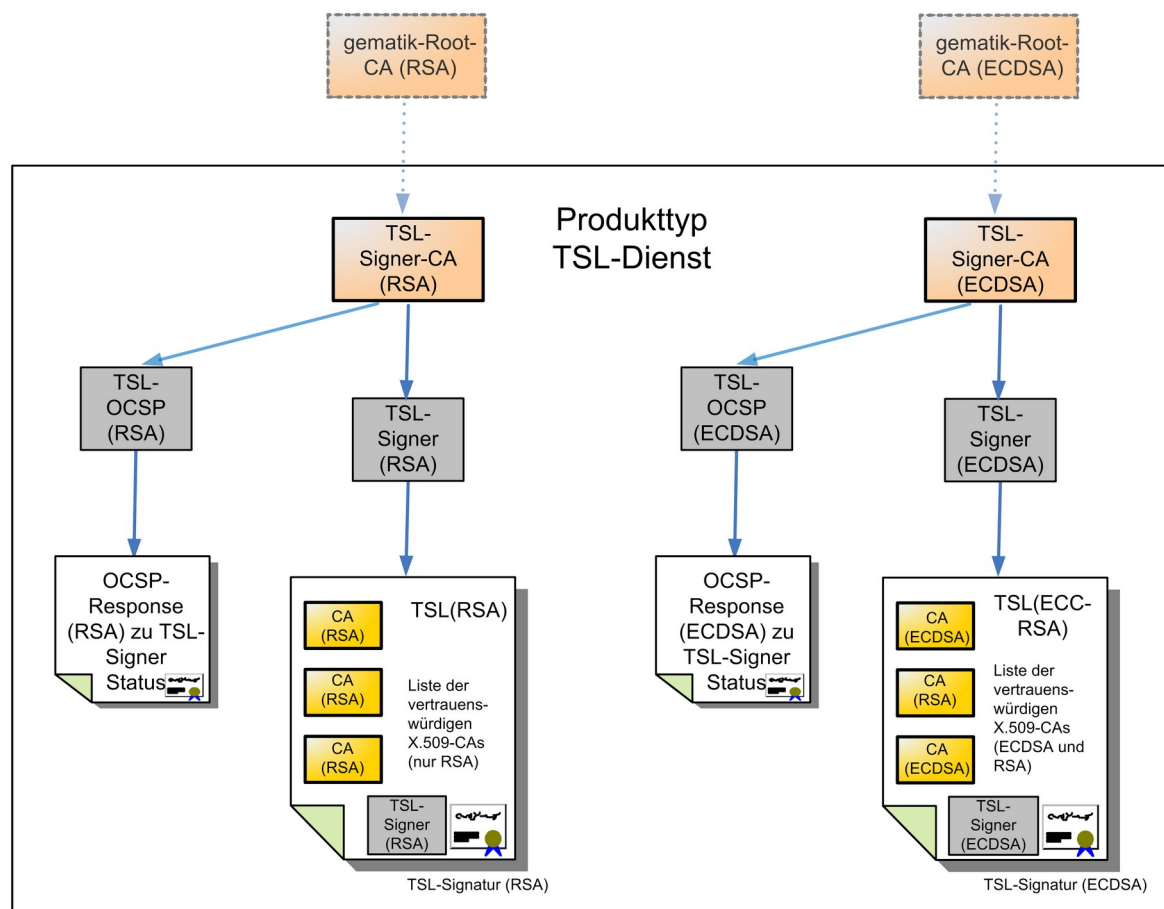 gematik-Root-
CA (RSA)
gematik-Root-
CA (ECDSA)
Produkttyp
TSL-Dienst
TSL-
Signer-CA
(RSA)
TSL-
Signer-CA
(ECDSA)
TSL-
OCSP
(RSA)
TSL-
Signer
(RSA)
TSL-
OCSP
(ECDSA)
TSL-
Signer
(ECDSA)
OCSP-
Response
(RSA) zu TSL-
Signer
Status
TSL(RSA)
CA
(RSA)
CA
(RSA)
CA
(RSA)
Liste der
vertrauens-
würdigen
X.509-CAs
(nur RSA)
TSL-
Signer
(RSA)
TSL-Signatur (RSA)
OCSP-
Response
(ECDSA) zu
TSL-Signer
Status
TSL(ECC-
RSA)
CA
(ECDSA)
CA
(RSA)
CA
(ECDSA)
Liste der
vertrauens-
würdigen
X.509-CAs
(ECDSA und
RSA)
TSL-
Signer
(ECDSA)
TSL-Signatur (ECDSA)